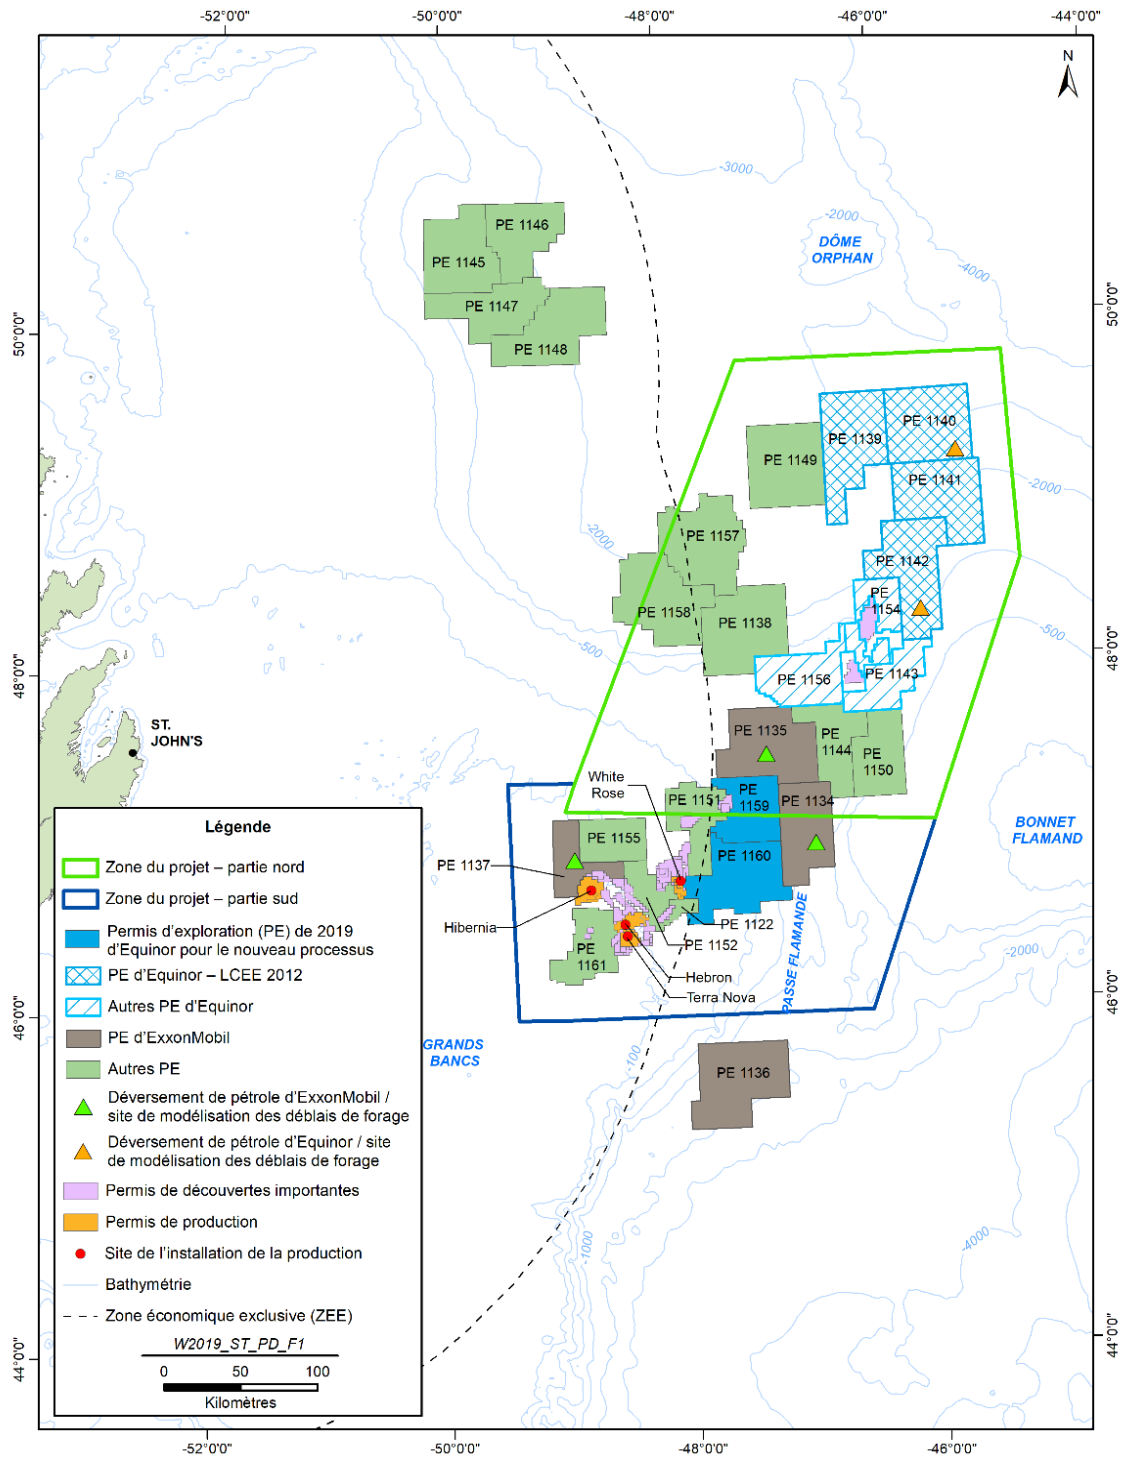 -52°0'0"
-50°0'0"
-48°0'0"
-46°0'0"
-44°0'0"
N
-3000
-2000
DÔME
ORPHAN
-4000
50°0'0"
50°0'0"
PE 1146
PE 1145
PE 1147
PE 1148
PE 1140
PE 1139
PE 1149
PE 1141
-2000
-2000
PE 1157
PE 1142
PE
1154
PE 1158
PE 1138
-500
-500
48°0'0"
48°0'0"
PE 1156
PE 1143
ST.
JOHN'S
PE 1135
PE
1144
PE
1150
White
Rose
PE 1151
PE
1159
PE 1134
BONNET
FLAMAND
PE 1155
PE 1160
PE 1137
Hibernia
PE 1122
PE 1152
PE
1161
Hebron
Terra Nova
PASSE FLAMANDE
-2000
46°0'0"
46°0'0"
GRANDS
BANCS
-100
PE 1136
-1000
-4000
44°0'0"
44°0'0"
Légende
Zone du projet – partie nord
Zone du projet – partie sud
Permis d'exploration (PE) de 2019
d'Equinor pour le nouveau processus
PE d'Equinor – LCEE 2012
Autres PE d'Equinor
PE d'ExxonMobil
Autres PE
Déversement de pétrole d'ExxonMobil /
site de modélisation des déblais de forage
Déversement de pétrole d'Equinor / site
de modélisation des déblais de forage
Permis de découvertes importantes
Permis de production
Site de l'installation de la production
Bathymétrie
Zone économique exclusive (ZEE)
W2019_ST_PD_F1
0 50 100
Kilomètres
-52°0'0"
-50°0'0"
-48°0'0"
-46°0'0"